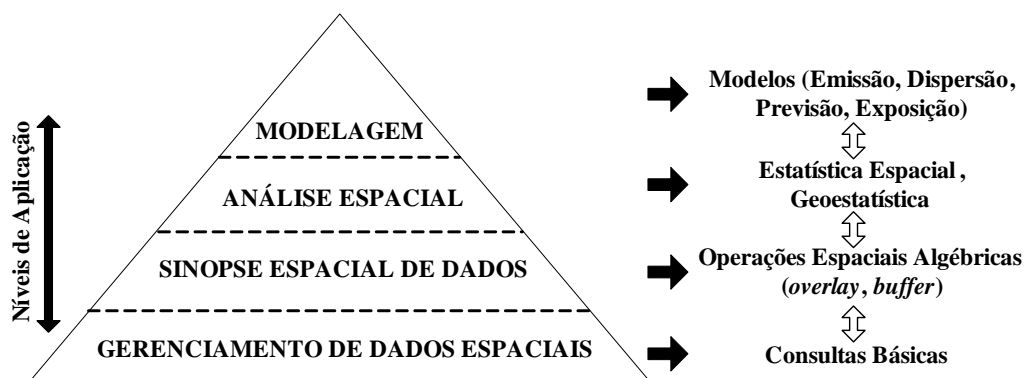 Níveis de Aplicação
MODELAGEM
ANÁLISE ESPACIAL
SINOPSE ESPACIAL DE DADOS
GERENCIAMENTO DE DADOS ESPACIAIS
Modelos (Emissão, Dispersão,
Previsão, Exposição)
Estatística Espacial ,
Geoestatística
Operações Espaciais Algébricas
(overlay, buffer)
Consultas Básicas